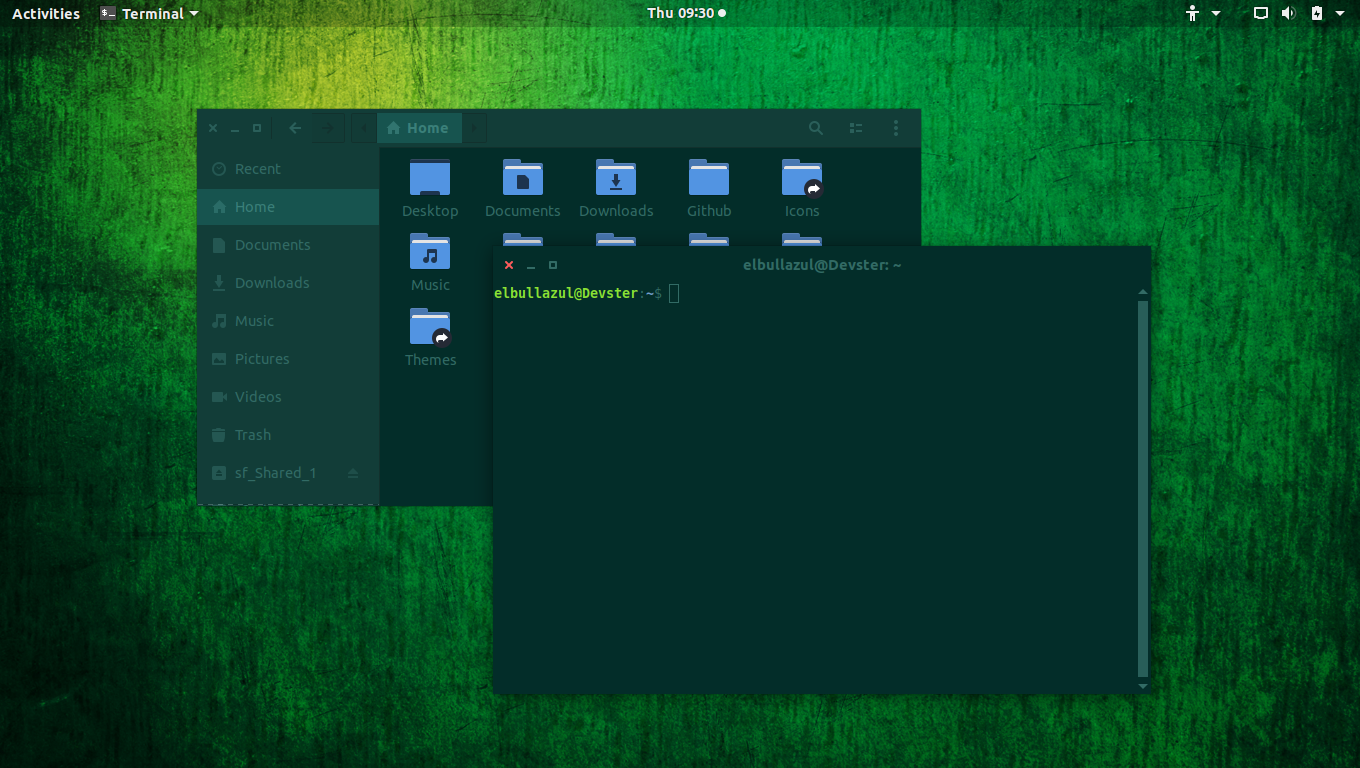 Activities Terminal Thu 09:30
Home
Recent
Home
Documents
Downloads
Music
Pictures
Videos
Trash
sf_Shared_1
Desktop Documents Downloads Github Icons
Music
Themes
elbullazul@Devster: ~
elbullazul@Devster:~$